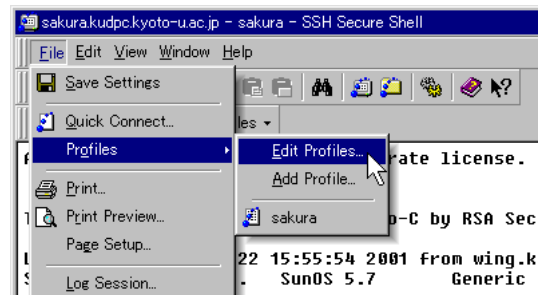 sakura.kudpc.kyoto-u.ac.jp - sakura - SSH Secure Shell
File Edit View Window Help
Save Settings
Quick Connect...
Profiles
Edit Profiles...
rate license.
Add Profile...
Print...
Print Preview...
sakura
o-C by RSA Sec
Page Setup...
22 15:55:54 2001 from wing.k
Log Session...
. SunOS 5.7 Generic